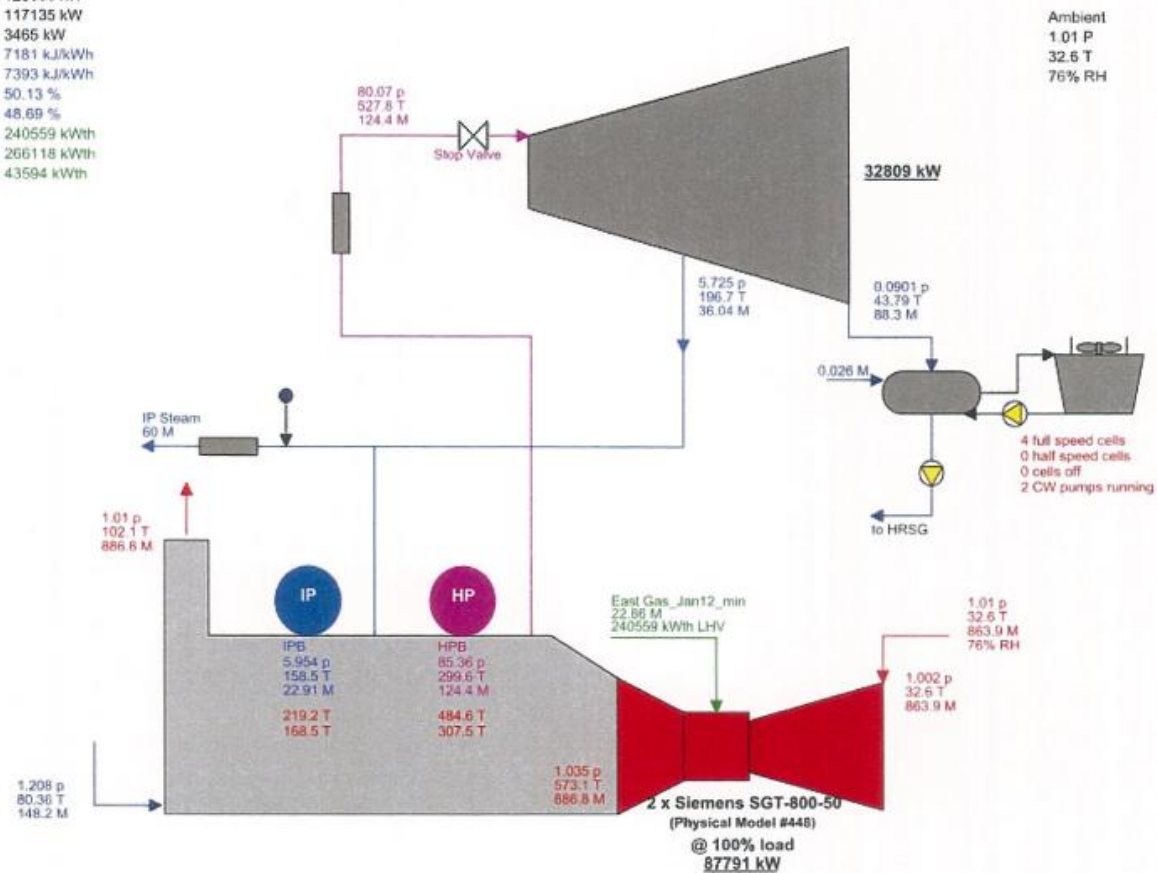 117135 kW
3465 kW
7181 kJ/kWh
7393 kJ/kWh
50.13 %
48.69 %
240559 kWth
266118 kWth
43594 kWth
Ambient
1.01 P
32.6 T
76% RH
80.07 p
527.8 T
124.4 M
Stop Valve
32809 kW
5.725 p
196.7 T
36.04 M
0.0901 p
43.79 T
88.3 M
0.026 M
4 full speed cells
0 half speed cells
0 cells off
2 CW pumps running
to HRSG
IP Steam
60 M
1.01 p
102.1 T
886.8 M
IP
HP
IPB
5.954 p
158.5 T
22.91 M
219.2 T
168.5 T
HPB
85.36 p
299.6 T
124.4 M
484.6 T
307.5 T
East Gas_Jan12_min
22.86 M
240559 kWth LHV
1.01 p
32.6 T
863.9 M
76% RH
1.002 p
32.6 T
863.9 M
1.208 p
80.36 T
148.2 M
1.035 p
573.1 T
886.8 M
2 x Siemens SGT-800-50
(Physical Model #448)
@ 100% load
87791 kW